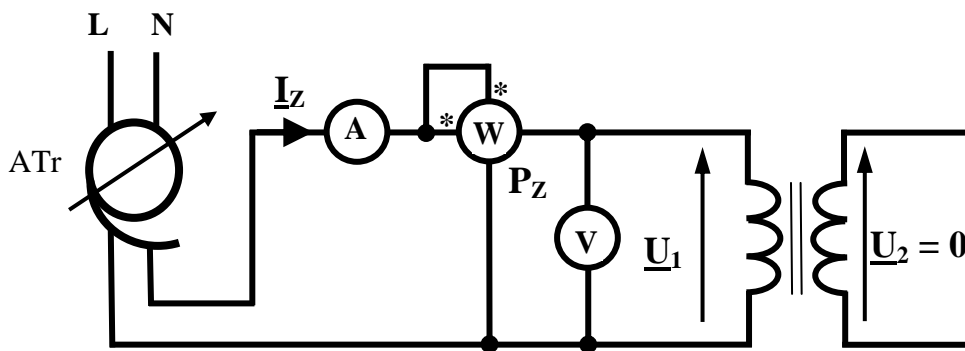 L N
I_Z
A
*
*
W
ATr
P_Z
V
U_1
U_2 = 0